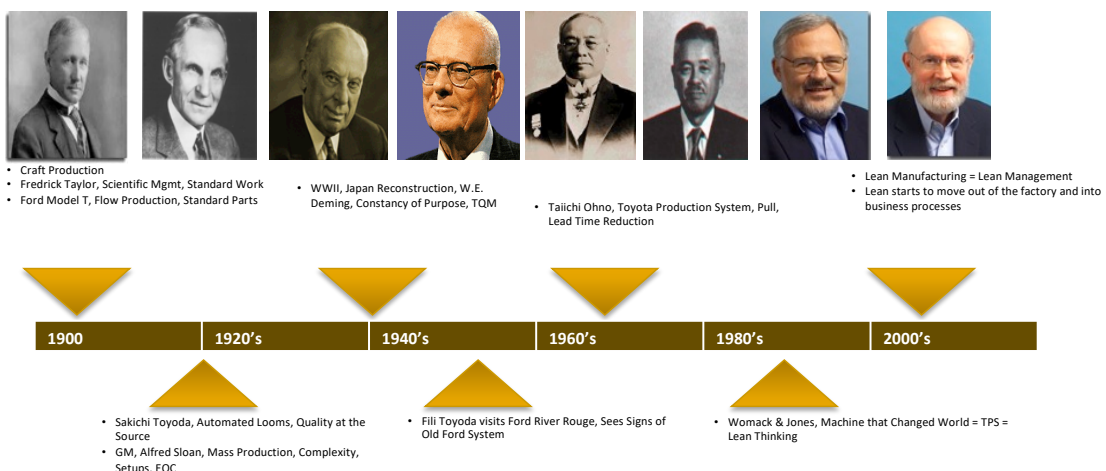 • Craft Production
• Fredrick Taylor, Scientific Mgmt, Standard Work
• Ford Model T, Flow Production, Standard Parts
• WWII, Japan Reconstruction, W.E.
Deming, Constancy of Purpose, TQM
• Taiichi Ohno, Toyota Production System, Pull,
Lead Time Reduction
• Lean Manufacturing = Lean Management
• Lean starts to move out of the factory and into
business processes
1900
1920’s
1940’s
1960’s
1980’s
2000’s
• Sakichi Toyoda, Automated Looms, Quality at the
Source
• GM, Alfred Sloan, Mass Production, Complexity,
Setups, EOC
• Fili Toyoda visits Ford River Rouge, Sees Signs of
Old Ford System
• Womack & Jones, Machine that Changed World = TPS =
Lean Thinking